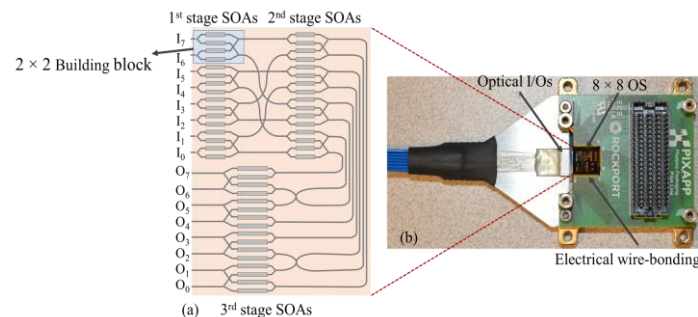 1st stage SOAs 2nd stage SOAs
2 × 2 Building block
I7
I6
I5
I4
I3
I2
I1
I0
O7
O6
O5
O4
O3
O2
O1
O0
(a) 3rd stage SOAs
Optical I/Os
8 × 8 OS
ROCKPORT
PIXAPP
(b)
Electrical wire-bonding